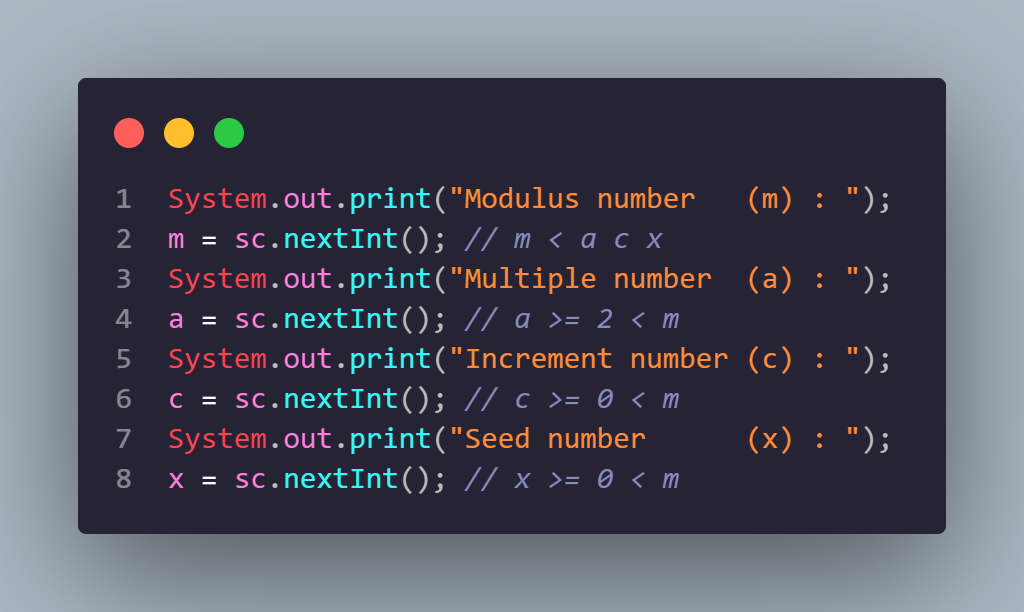 1 System.out.print("Modulus number   (m) : ");
2 m = sc.nextInt(); // m < a c x
3 System.out.print("Multiple number  (a) : ");
4 a = sc.nextInt(); // a >= 2 < m
5 System.out.print("Increment number (c) : ");
6 c = sc.nextInt(); // c >= 0 < m
7 System.out.print("Seed number      (x) : ");
8 x = sc.nextInt(); // x >= 0 < m